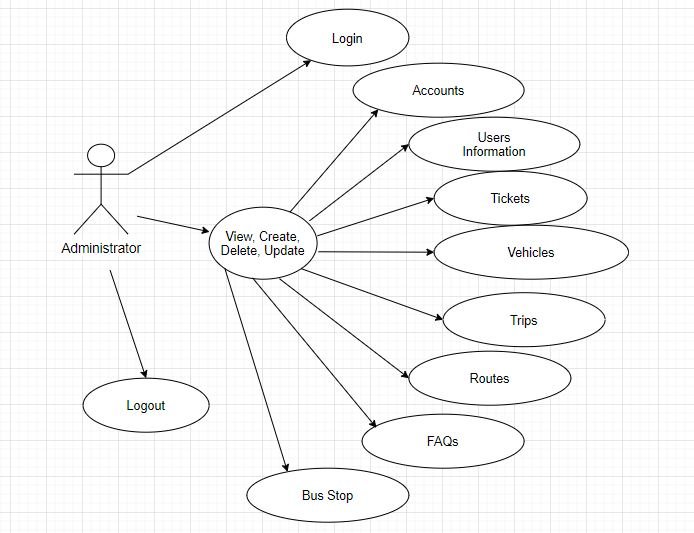 Login
Accounts
Users
Information
Tickets
Administrator
View, Create,
Delete, Update
Vehicles
Trips
Routes
Logout
FAQs
Bus Stop